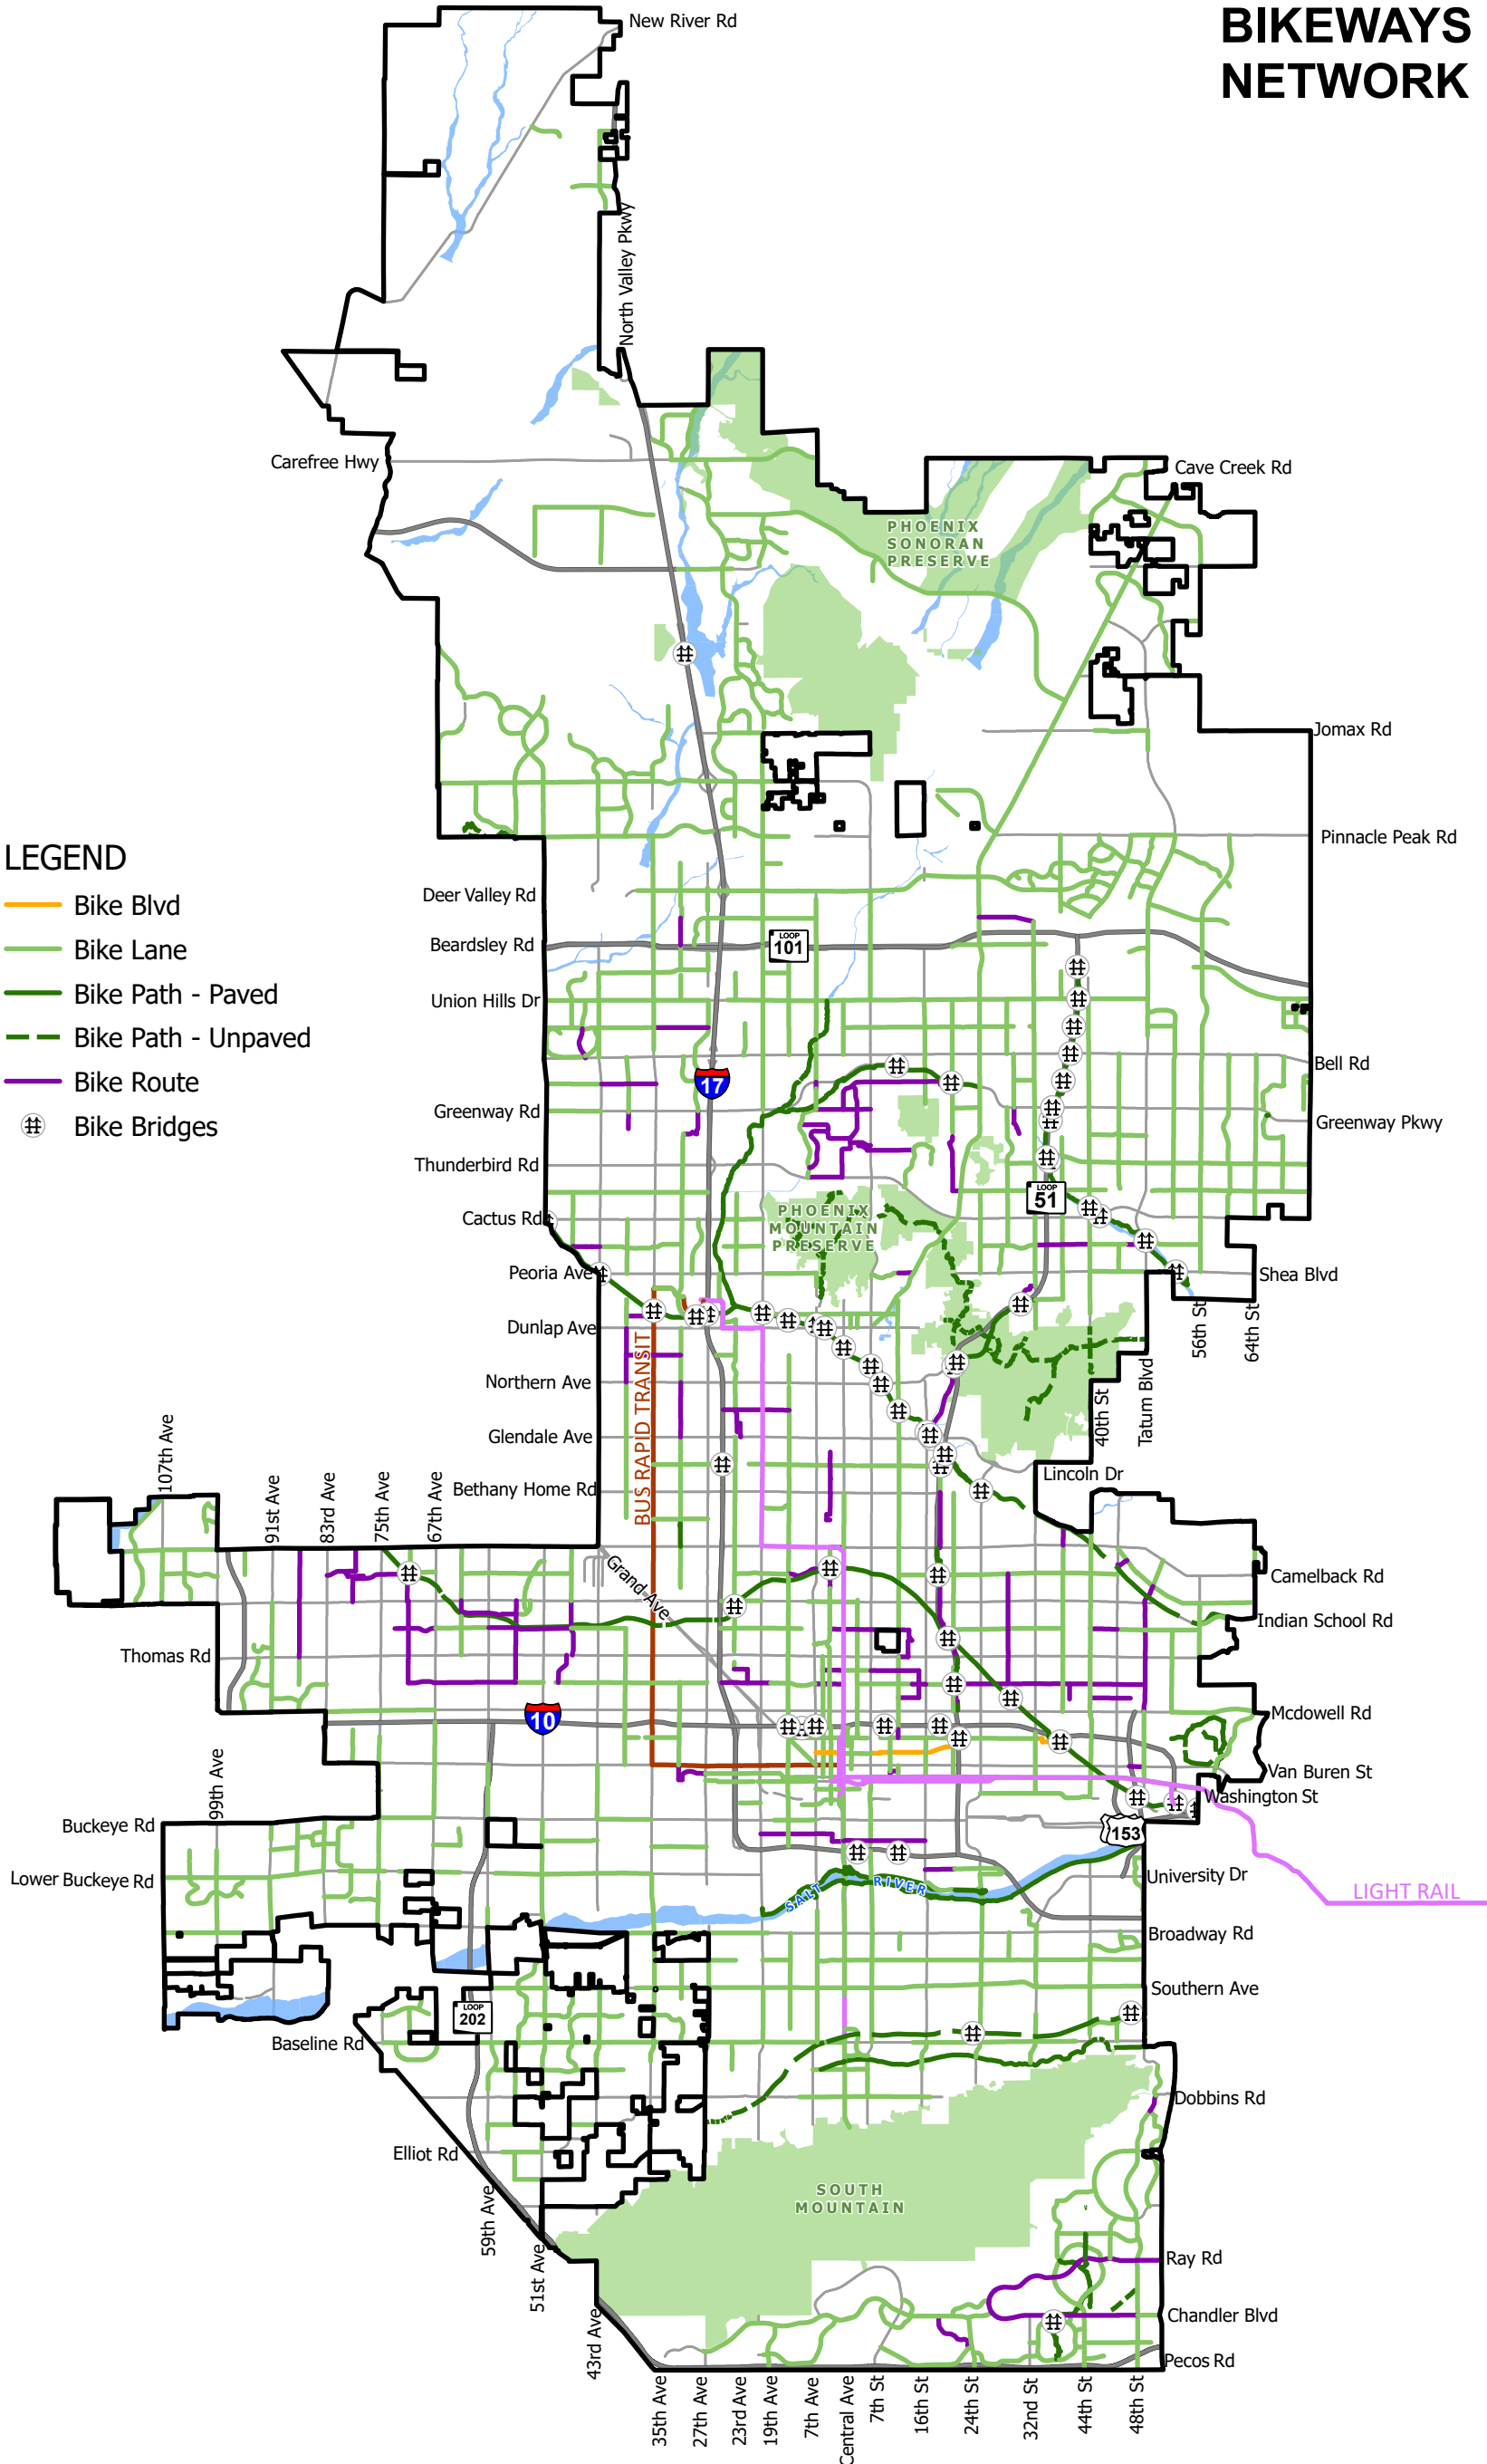 BIKEWAYS
NETWORK
New River Rd
North Valley Pkwy
Carefree Hwy
Cave Creek Rd
PHOENIX
SONORAN
PRESERVE
Jomax Rd
Pinnacle Peak Rd
LEGEND
Bike Blvd
Bike Lane
Bike Path - Paved
Bike Path - Unpaved
Bike Route
Bike Bridges
Deer Valley Rd
Beardsley Rd
LOOP
101
Union Hills Dr
Bell Rd
17
Greenway Rd
Greenway Pkwy
Thunderbird Rd
LOOP
51
Cactus Rd
PHOENIX
MOUNTAIN
PRESERVE
Peoria Ave
Shea Blvd
Dunlap Ave
56th St
64th St
BUS RAPID TRANSIT
Northern Ave
40th St
Tatum Blvd
Glendale Ave
Lincoln Dr
Bethany Home Rd
107th Ave
91st Ave
83rd Ave
75th Ave
67th Ave
Grand Ave
Camelback Rd
Indian School Rd
Thomas Rd
10
Mcdowell Rd
Van Buren St
Washington St
99th Ave
Buckeye Rd
153
Lower Buckeye Rd
University Dr
SALT RIVER
LIGHT RAIL
Broadway Rd
Southern Ave
LOOP
202
Baseline Rd
Dobbins Rd
Elliot Rd
SOUTH
MOUNTAIN
59th Ave
51st Ave
43rd Ave
Ray Rd
Chandler Blvd
Pecos Rd
35th Ave
27th Ave
23rd Ave
19th Ave
7th Ave
Central Ave
7th St
16th St
24th St
32nd St
44th St
48th St